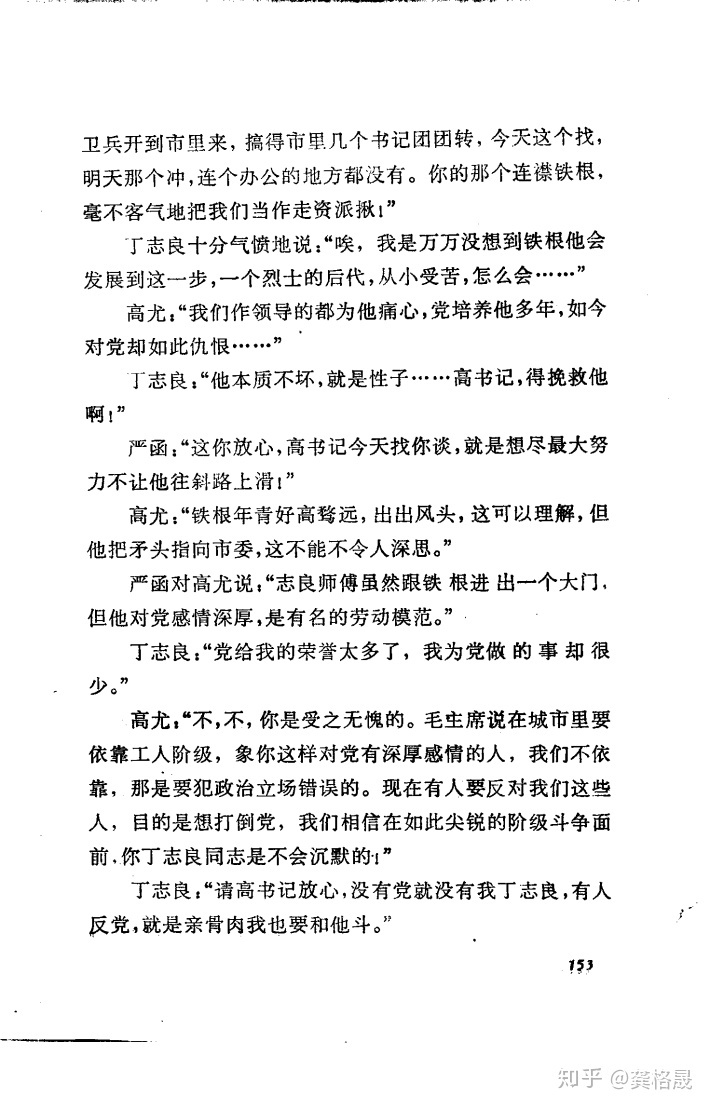 卫兵开到市里来，搞得市里几个书记团团转，今天这个找，
明天那个冲，连个办公的地方都没有。你的那个连襟铁根，
毫不客气地把我们当作走资派揪！”
丁志良十分气愤地说：“唉，我是万万没想到铁根他会
发展到这一步，一个烈士的后代，从小受苦，怎么会……”
高尤：“我们作领导的都为他痛心，党培养他多年，如今
对党却如此仇恨……”
丁志良：“他本质不坏，就是性子……高书记，得挽救他
啊！”
严函：“这你放心，高书记今天找你谈，就是想尽最大努
力不让他往斜路上滑！”
高尤：“铁根年青好高骛远，出出风头，这可以理解，但
他把矛头指向市委，这不能不令人深思。”
严函对高尤说：“志良师傅虽然跟铁根进出一个大门，
但他对党感情深厚，是有名的劳动模范。”
丁志良：“党给我的荣誉太多了，我为党做的事却很
少。”
高尤：“不，不，你是受之无愧的。毛主席说在城市里要
依靠工人阶级，象你这样对党有深厚感情的人，我们不依
靠，那是要犯政治立场错误的。现在有人要反对我们这些
人，目的是想打倒党，我们相信在如此尖锐的阶级斗争面
前，你丁志良同志是不会沉默的！”
丁志良：“请高书记放心，没有党就没有我丁志良，有人
反党，就是亲骨肉我也要和他斗。”
153
知乎 @龚格晟